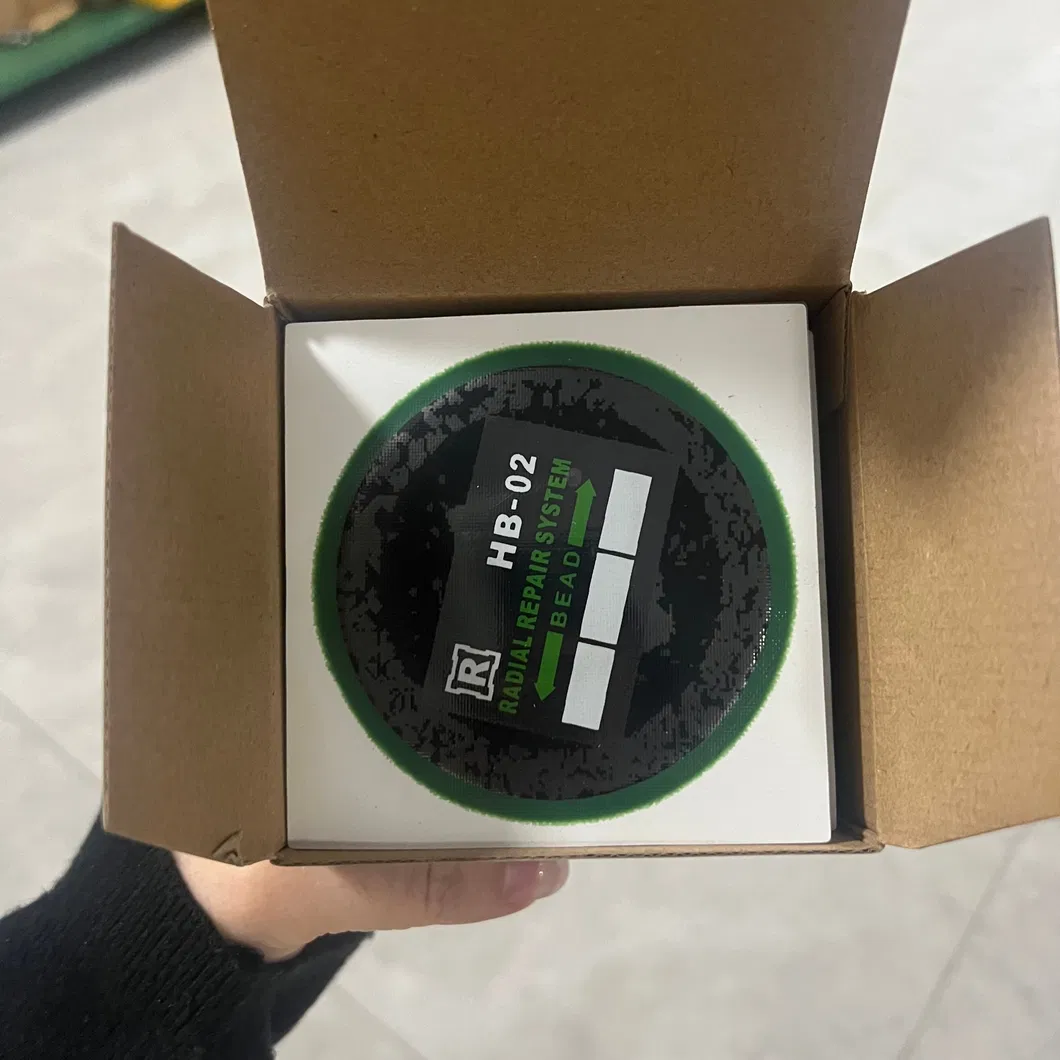 HB-02
R
RADIAL REPAIR SYSTEM
BEAD